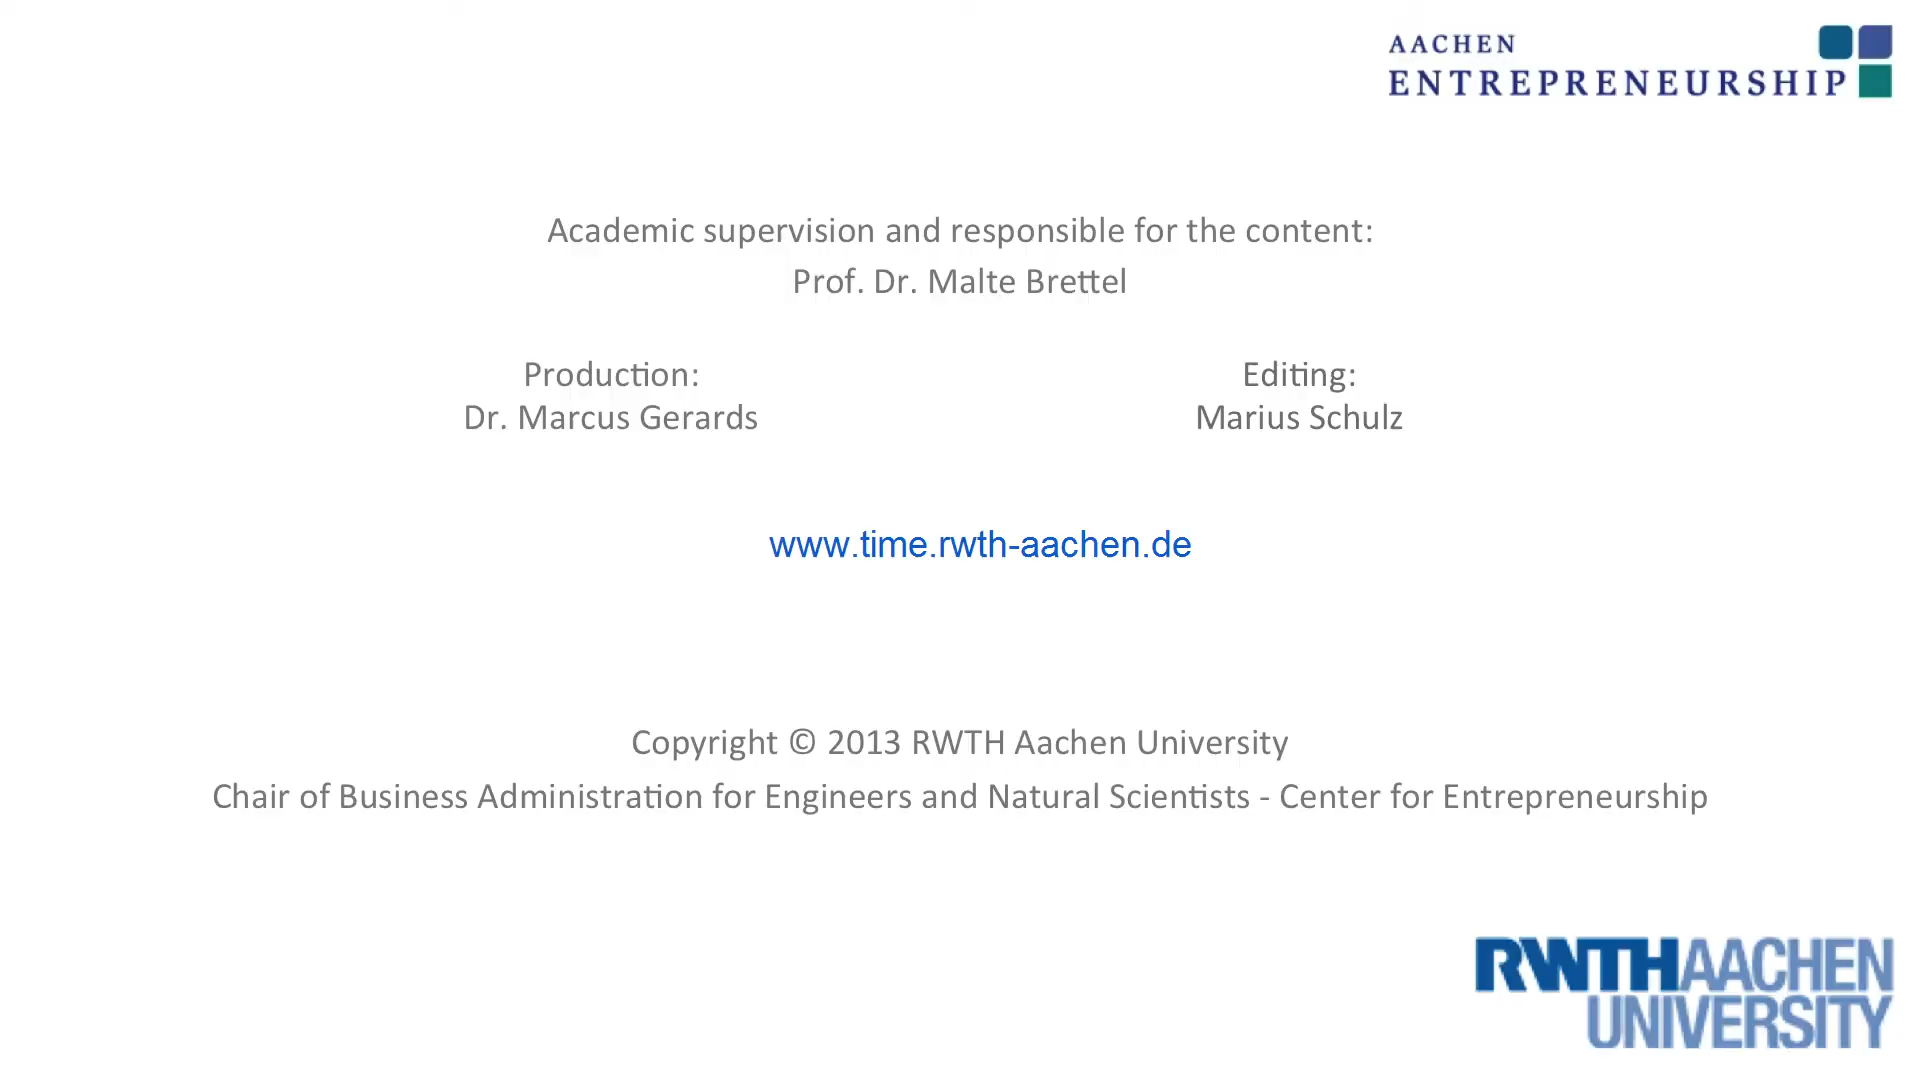 AACHEN
ENTREPRENEURSHIP
Academic supervision and responsible for the content:
Prof. Dr. Malte Brettel
Production:
Dr. Marcus Gerards
Editing:
Marius Schulz
www.time.rwth-aachen.de
Copyright © 2013 RWTH Aachen University
Chair of Business Administration for Engineers and Natural Scientists - Center for Entrepreneurship
RWTHAACHEN
UNIVERSITY